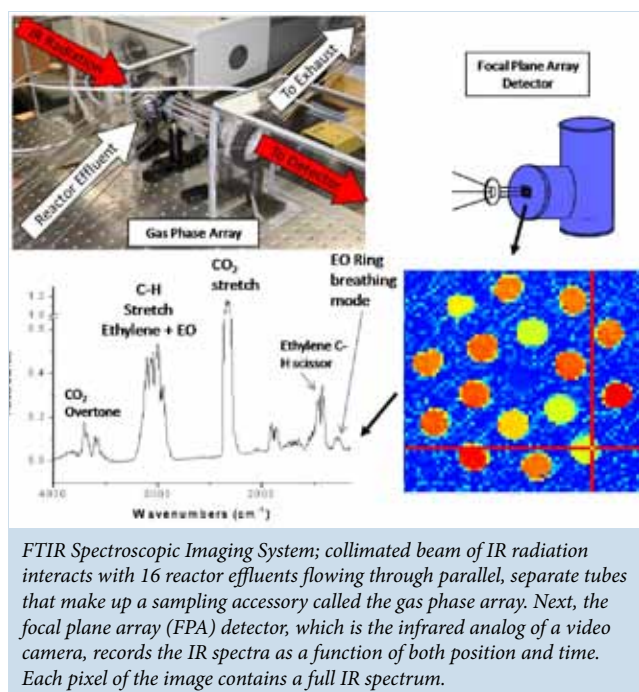 IR Radiation
To Exhaust
Reactor Effluent
To Detector
Gas Phase Array
Focal Plane Array
Detector
C-H
Stretch
Ethylene + EO
CO2
stretch
EO Ring
breathing
mode
Ethylene C-
H scissor
CO2
Overtone
0.4
4000
2000
Wavenumbers (cm-1)
FTIR Spectroscopic Imaging System; collimated beam of IR radiation
interacts with 16 reactor effluents flowing through parallel, separate tubes
that make up a sampling accessory called the gas phase array. Next, the
focal plane array (FPA) detector, which is the infrared analog of a video
camera, records the IR spectra as a function of both position and time.
Each pixel of the image contains a full IR spectrum.